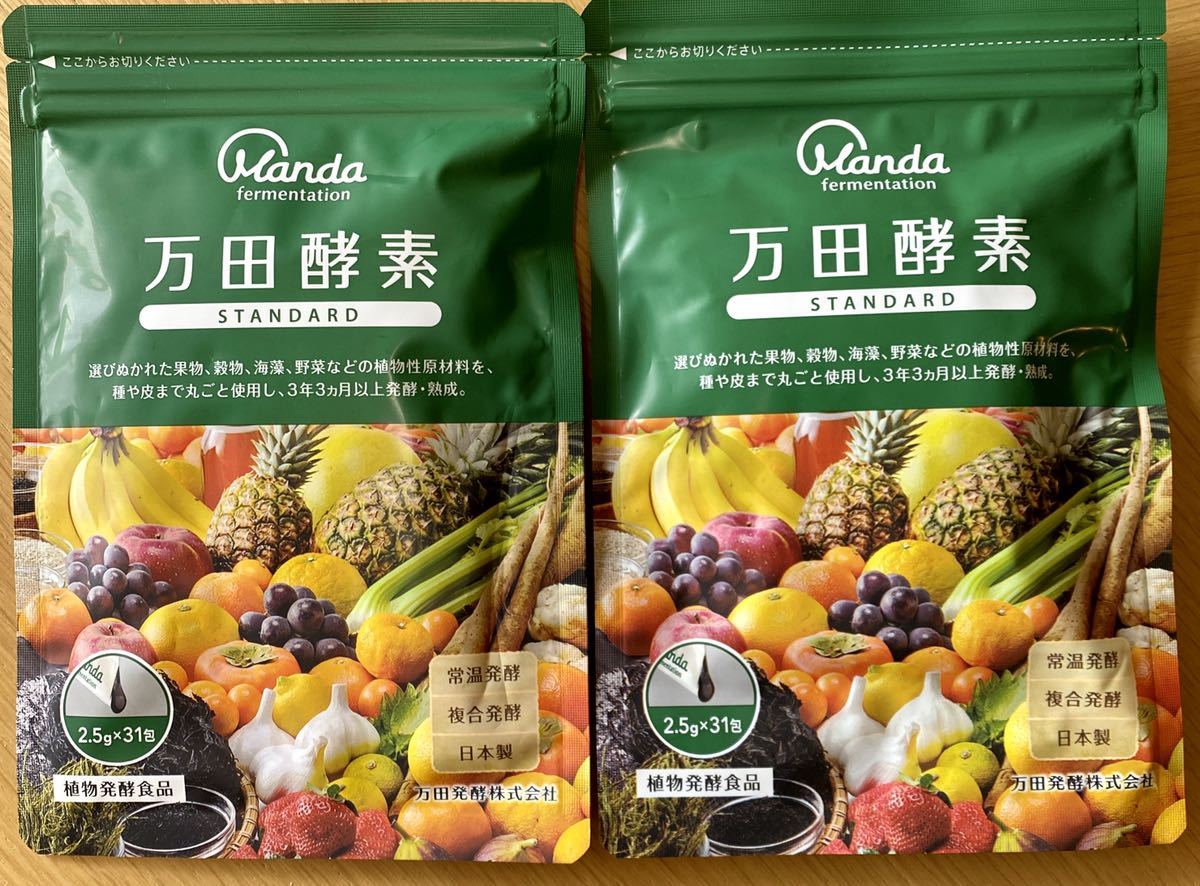 ここからお切りください
Manda
fermentation
万田酵素
STANDARD
選びぬかれた果物、穀物、海藻、野菜などの植物性原材料を、
種や皮まで丸ごと使用し、3年3ヵ月以上発酵・熟成。
anda
fermentation
2.5g×31包
常温発酵
複合発酵
日本製
植物発酵食品
万田発酵株式会社
ここからお切りください
Manda
fermentation
万田酵素
STANDARD
選びぬかれた果物、穀物、海藻、野菜などの植物性原材料を、
種や皮まで丸ごと使用し、3年3ヵ月以上発酵・熟成。
anda
fermentation
2.5g×31包
常温発酵
複合発酵
日本製
植物発酵食品
万田発酵株式会社